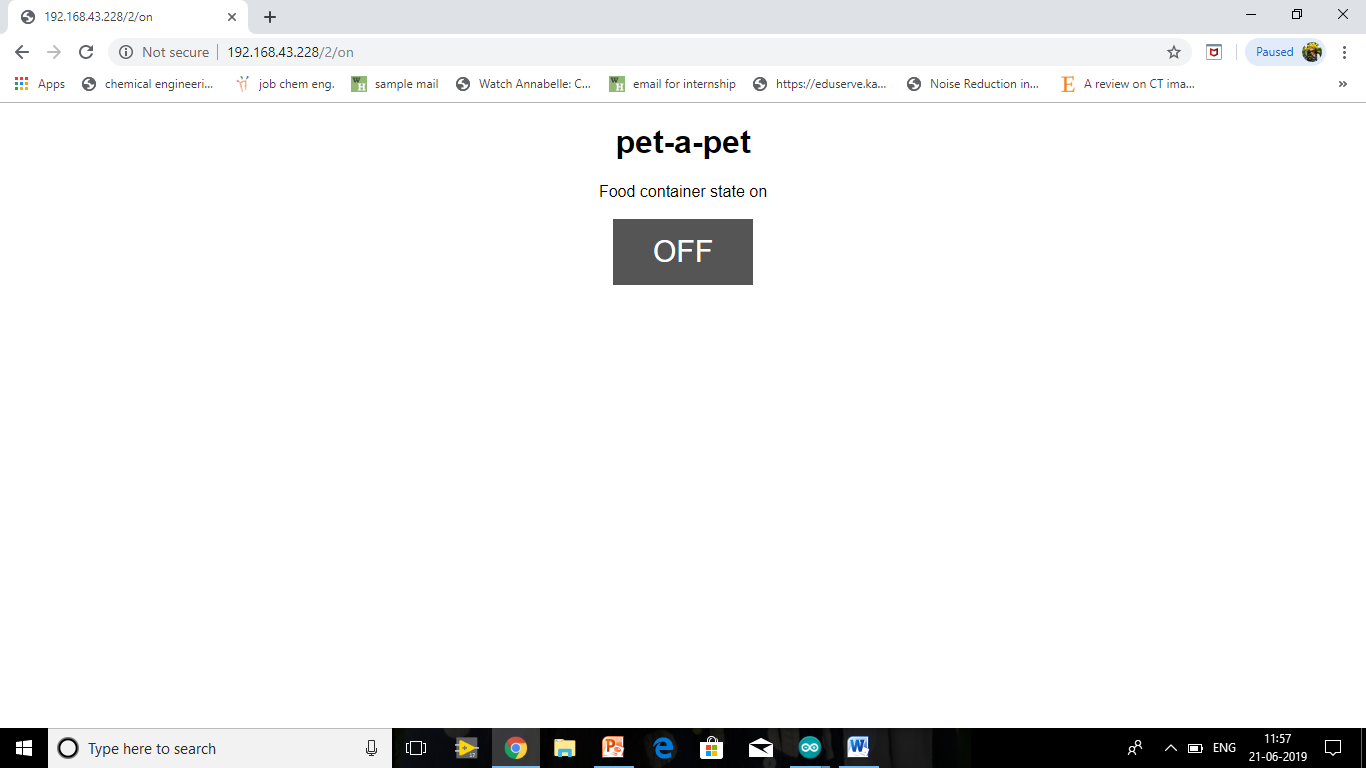 192.168.43.228/2/on
Not secure 192.168.43.228/2/on Paused
Apps chemical engineeri... job chem eng. sample mail Watch Annabelle: C... email for internship https://eduserve.ka... Noise Reduction in... A review on CT ima... »
pet-a-pet
Food container state on
OFF
Type here to search
ENG
11:57
21-06-2019